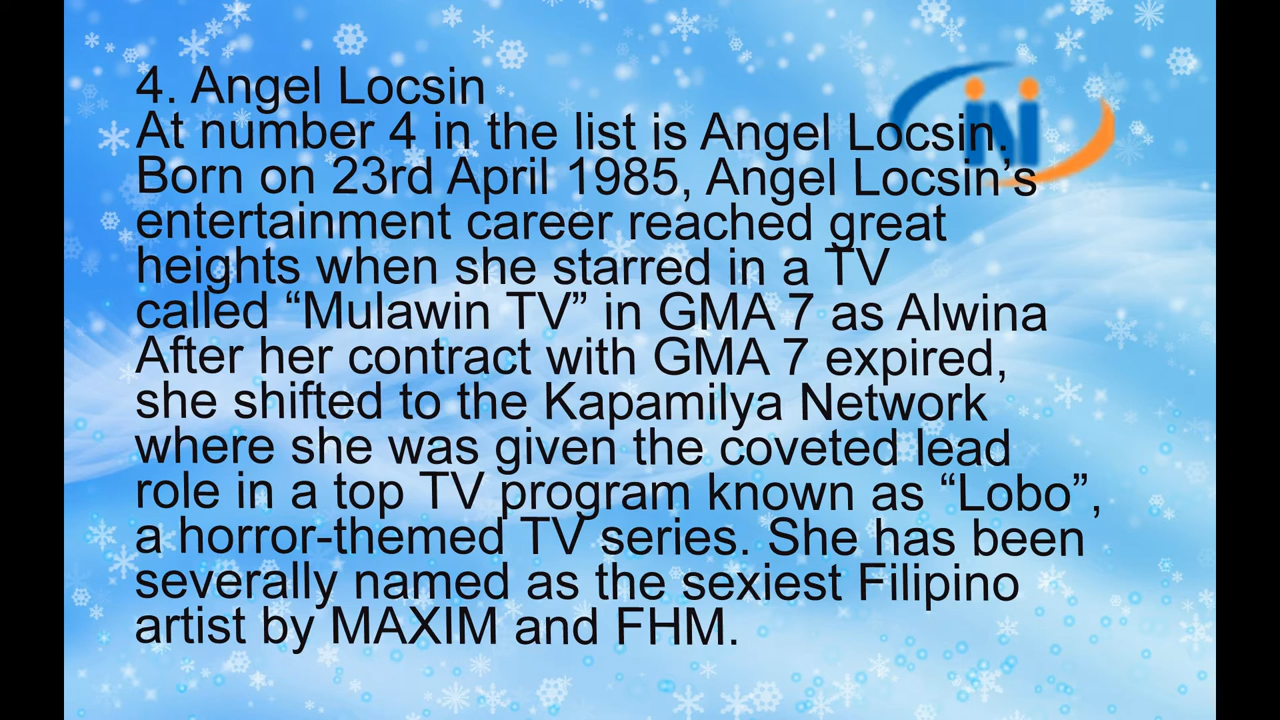 4. Angel Locsin
At number 4 in the list is Angel Locsin.
Born on 23rd April 1985, Angel Locsin’s
entertainment career reached great
heights when she starred in a TV
called “Mulawin TV” in GMA 7 as Alwina
After her contract with GMA 7 expired,
she shifted to the Kapamilya Network
where she was given the coveted lead
role in a top TV program known as “Lobo”,
a horror-themed TV series. She has been
severally named as the sexiest Filipino
artist by MAXIM and FHM.
iN